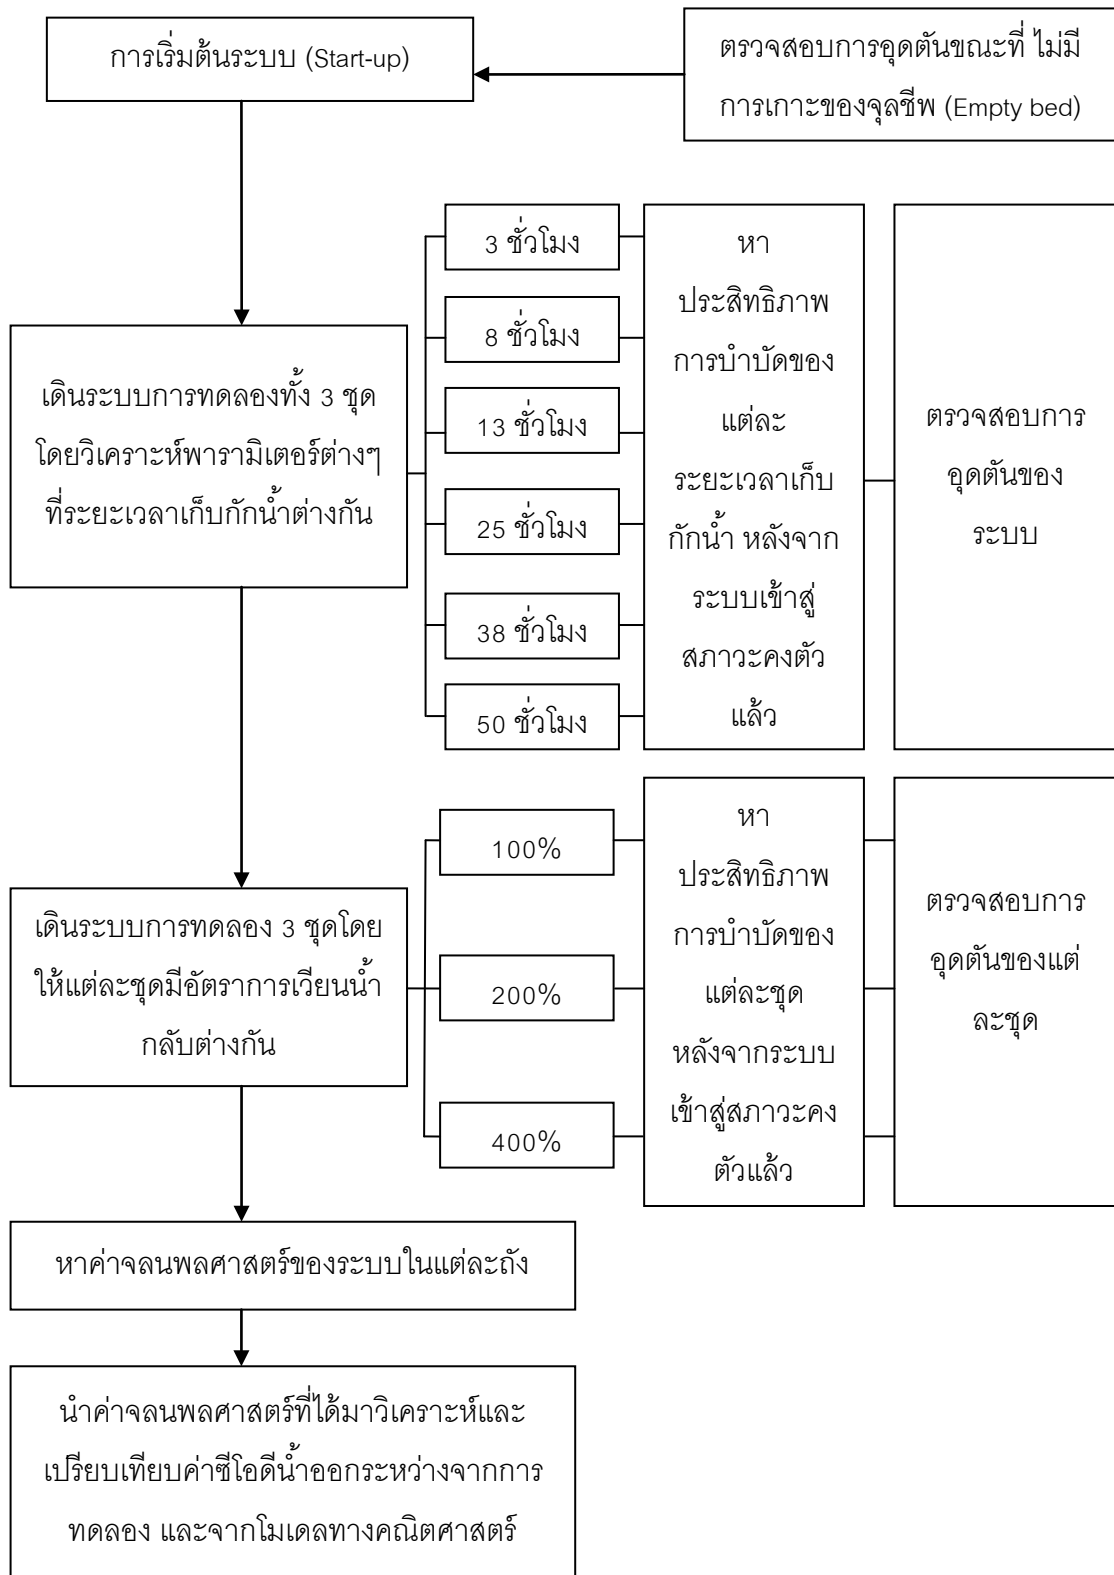 การเริ่มต้นระบบ (Start-up)
ตรวจสอบการอุดตันขณะที่ ไม่มี
การเกาะของจุลชีพ (Empty bed)
เดินระบบการทดลองทั้ง 3 ชุด
โดยวิเคราะห์พารามิเตอร์ต่างๆ
ที่ระยะเวลาเก็บกักน้ำต่างกัน
3 ชั่วโมง
8 ชั่วโมง
13 ชั่วโมง
25 ชั่วโมง
38 ชั่วโมง
50 ชั่วโมง
หา
ประสิทธิภาพ
การบำบัดของ
แต่ละ
ระยะเวลาเก็บ
กักน้ำ หลังจาก
ระบบเข้าสู่
สภาวะคงตัว
แล้ว
ตรวจสอบการ
อุดตันของ
ระบบ
เดินระบบการทดลอง 3 ชุดโดย
ให้แต่ละชุดมีอัตราการเวียนน้ำ
กลับต่างกัน
100%
200%
400%
หา
ประสิทธิภาพ
การบำบัดของ
แต่ละชุด
หลังจากระบบ
เข้าสู่สภาวะคง
ตัวแล้ว
ตรวจสอบการ
อุดตันของแต่
ละชุด
หาค่าจลนพลศาสตร์ของระบบในแต่ละถัง
นำค่าจลนพลศาสตร์ที่ได้มาวิเคราะห์และ
เปรียบเทียบค่าซีโอดีน้ำออกระหว่างจากการ
ทดลอง และจากโมเดลทางคณิตศาสตร์